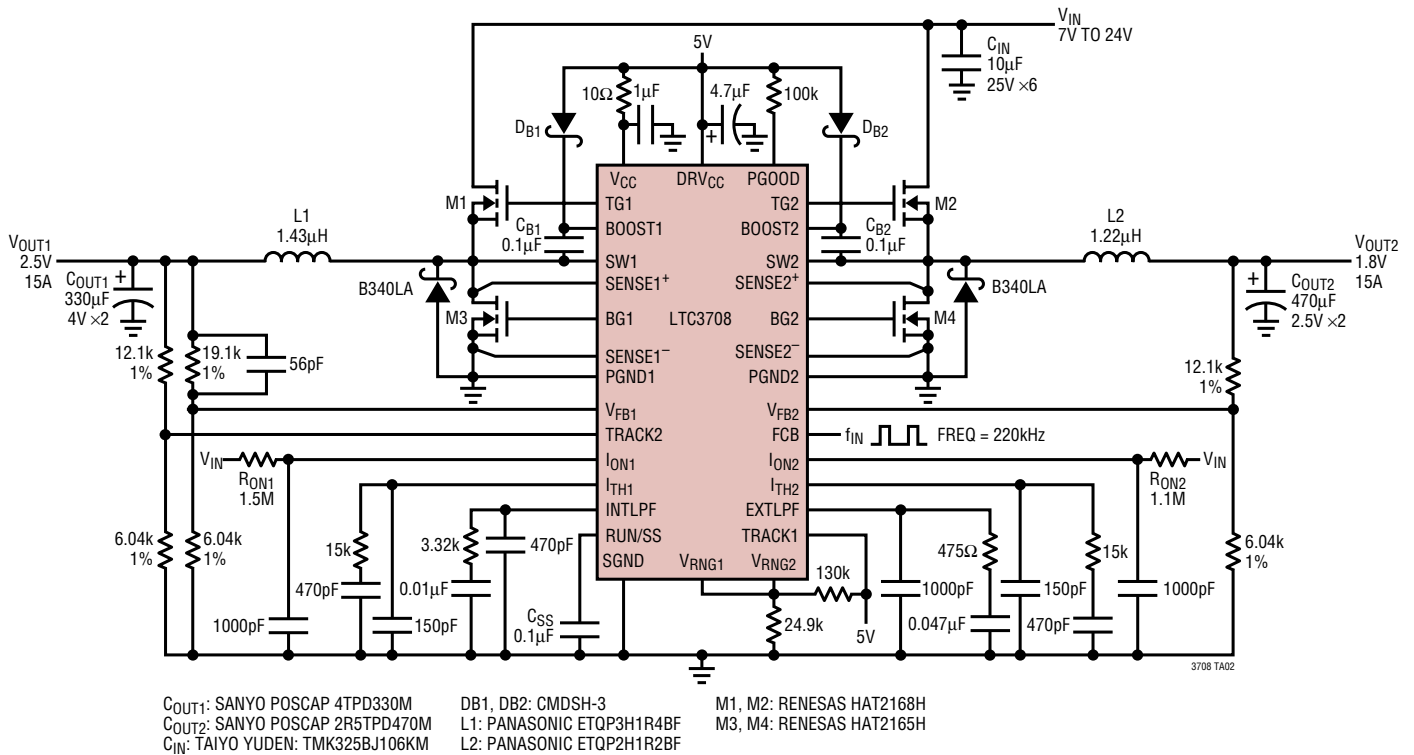 V_IN
7V TO 24V
C_IN
10µF
25V ×6
5V
10Ω
1µF
4.7µF
100k
D_B1
D_B2
V_CC
DRV_CC
PGOOD
M1
TG1
TG2
M2
C_B1
0.1µF
BOOST1
BOOST2
C_B2
0.1µF
L1
1.43µH
L2
1.22µH
V_OUT1
2.5V
15A
SW1
SW2
V_OUT2
1.8V
15A
C_OUT1
330µF
4V ×2
+
B340LA
SENSE1+
SENSE2+
B340LA
+
C_OUT2
470µF
2.5V ×2
M3
BG1
LTC3708
BG2
M4
12.1k
1%
19.1k
1%
56pF
SENSE1–
SENSE2–
PGND1
PGND2
12.1k
1%
V_FB1
V_FB2
TRACK2
FCB
f_IN
FREQ = 220kHz
V_IN
R_ON1
1.5M
I_ON1
I_ON2
R_ON2
1.1M
V_IN
I_TH1
I_TH2
INTLPF
EXTLPF
6.04k
1%
6.04k
1%
15k
3.32k
470pF
RUN/SS
TRACK1
475Ω
15k
6.04k
1%
SGND
V_RNG1
V_RNG2
130k
470pF
0.01µF
1000pF
150pF
1000pF
1000pF
150pF
C_SS
0.1µF
24.9k
5V
0.047µF
470pF
+
3708 TA02
C_OUT1: SANYO POSCAP 4TPD330M
C_OUT2: SANYO POSCAP 2R5TPD470M
C_IN: TAIYO YUDEN: TMK325BJ106KM
DB1, DB2: CMDSH-3
L1: PANASONIC ETQP3H1R4BF
L2: PANASONIC ETQP2H1R2BF
M1, M2: RENESAS HAT2168H
M3, M4: RENESAS HAT2165H